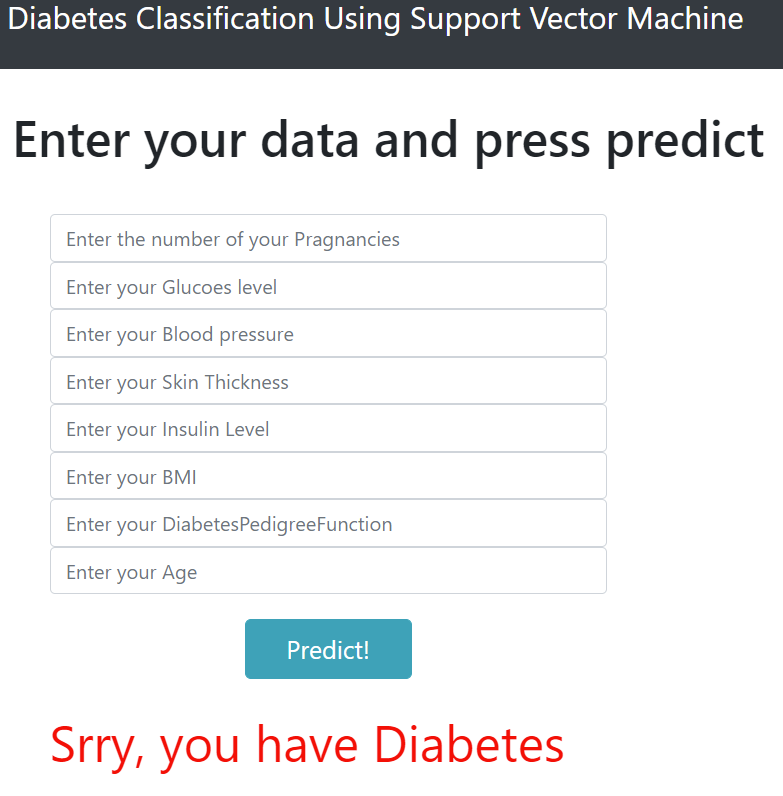 Diabetes Classification Using Support Vector Machine
Enter your data and press predict
Enter the number of your Pragnancies
Enter your Glucoes level
Enter your Blood pressure
Enter your Skin Thickness
Enter your Insulin Level
Enter your BMI
Enter your DiabetesPedigreeFunction
Enter your Age
Predict!
Srry, you have Diabetes